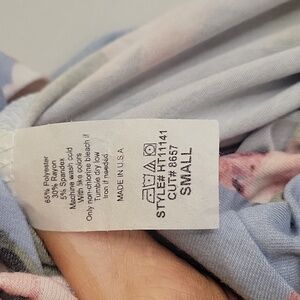 65% Polyester
30% Rayon
5% Spandex
Machine wash cold
With like colors
Only non-chlorine bleach if
Tumble dry low
Iron if needed
MADE IN U.S.A
STYLE# HT11141
CUT# 8657
SMALL